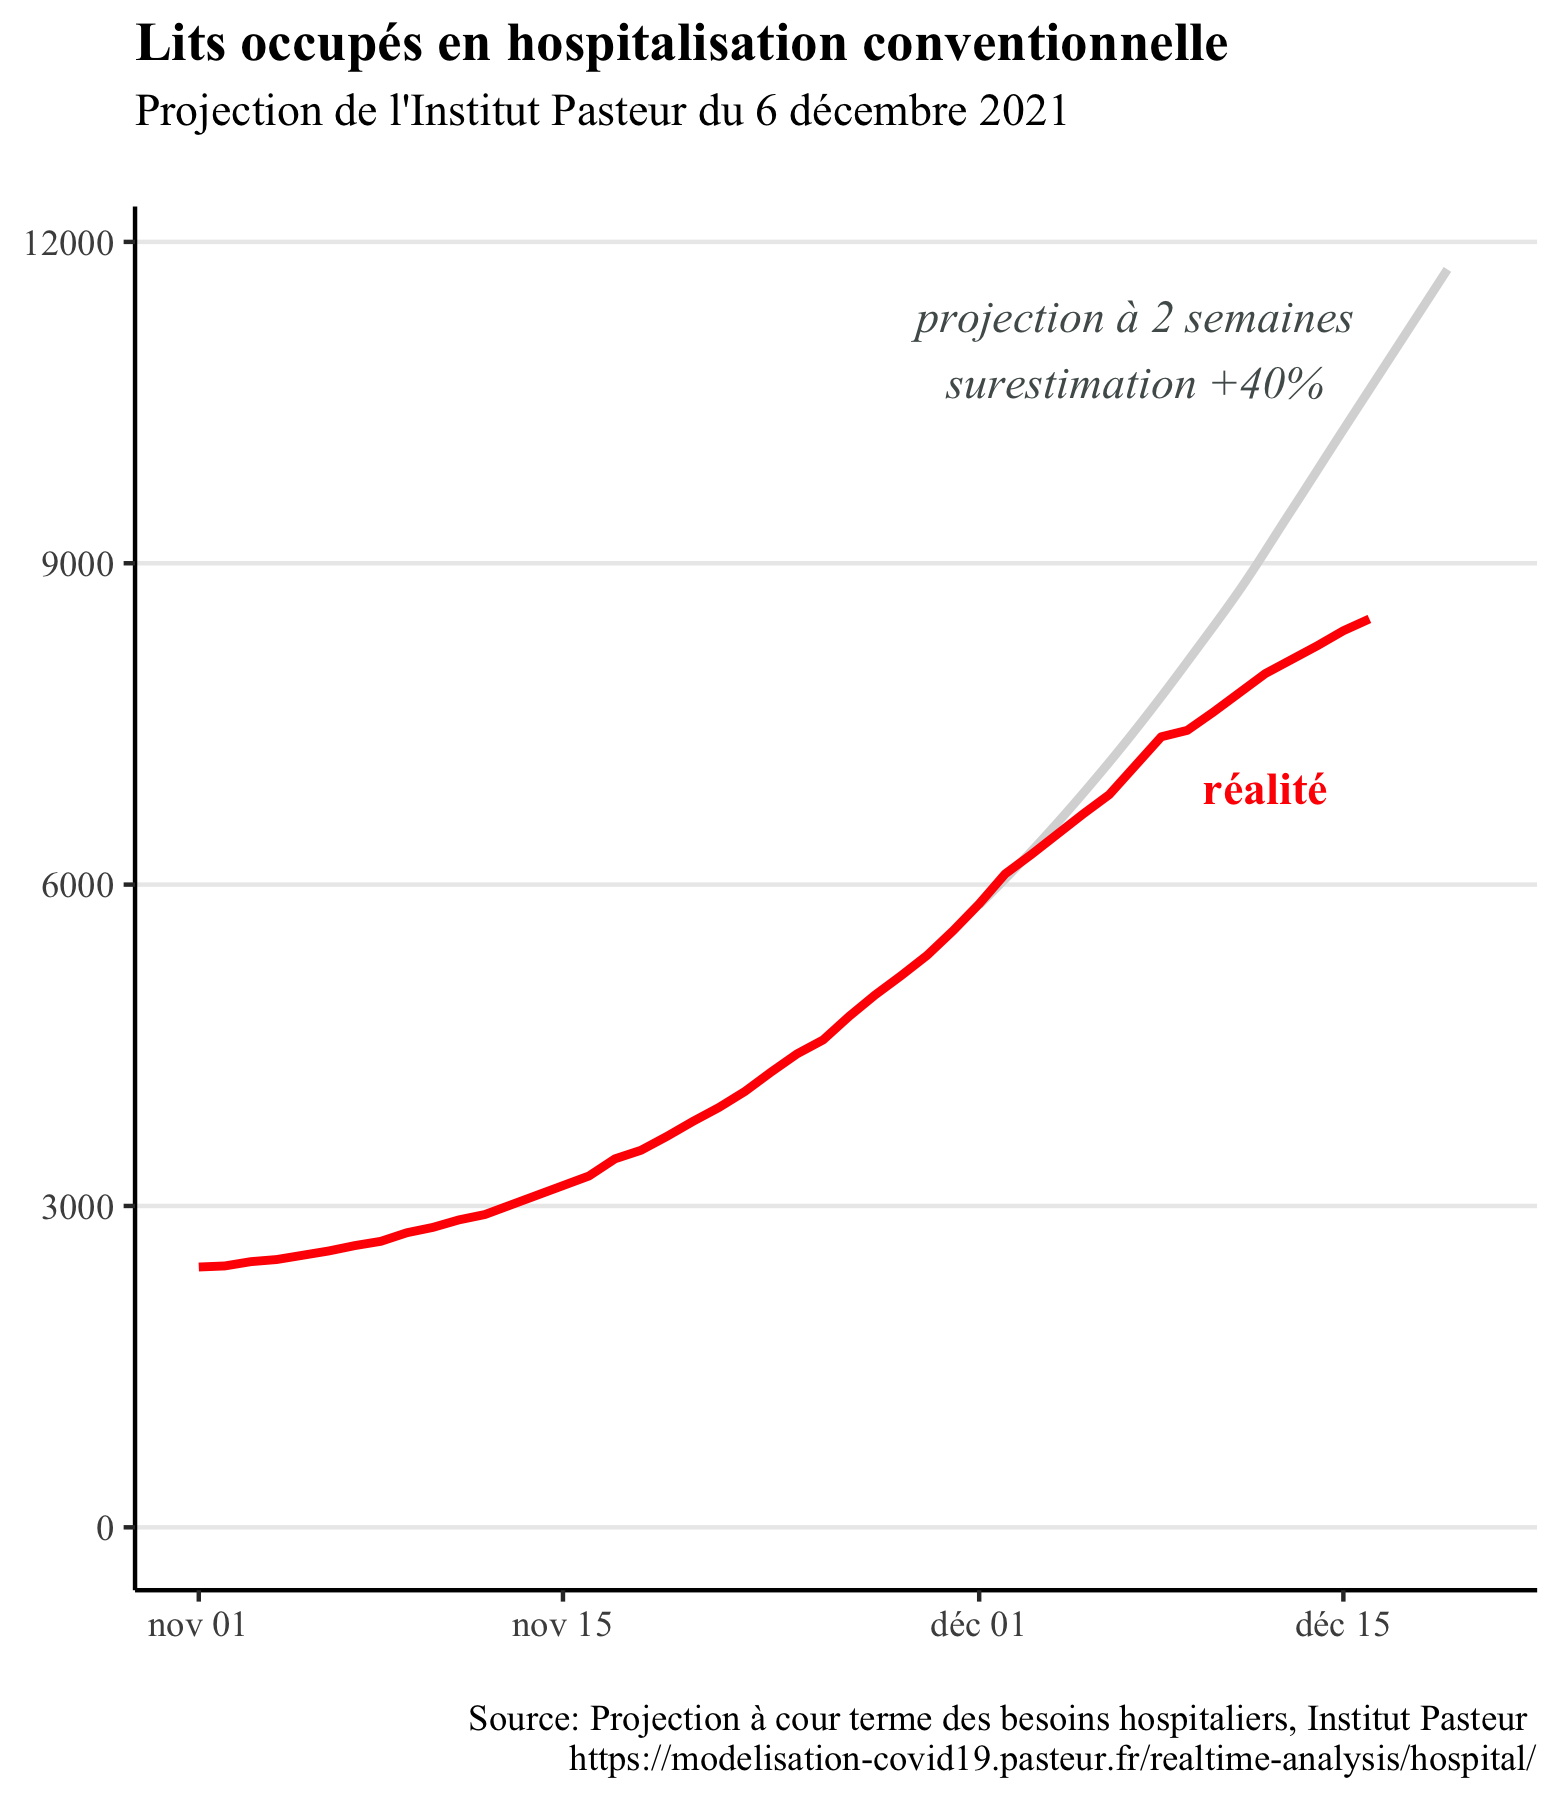 Lits occupés en hospitalisation conventionnelle
Projection de l'Institut Pasteur du 6 décembre 2021
12000
projection à 2 semaines
surestimation +40%
9000
réalité
6000
3000
0
nov 01
nov 15
déc 01
déc 15
Source: Projection à cour terme des besoins hospitaliers, Institut Pasteur
https://modelisation-covid19.pasteur.fr/realtime-analysis/hospital/